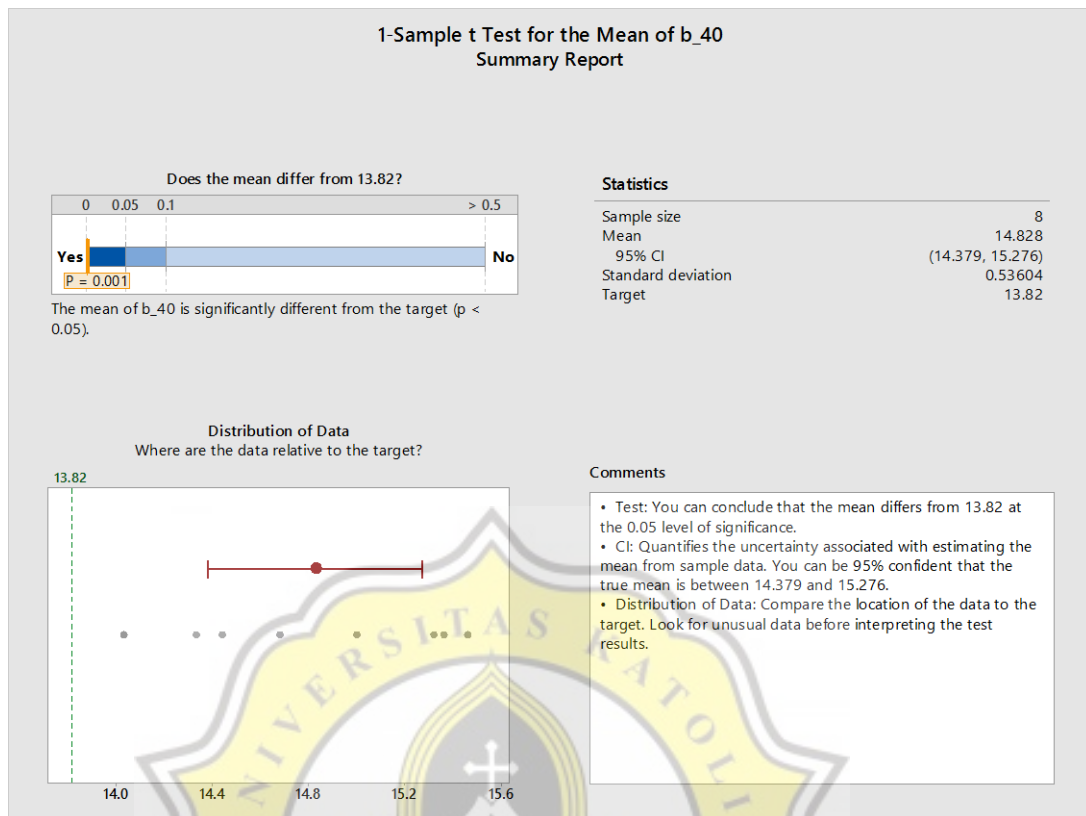 1-Sample t Test for the Mean of b_40
Summary Report
Does the mean differ from 13.82?
0 0.05 0.1 > 0.5
Yes No
P = 0.001
The mean of b_40 is significantly different from the target (p <
0.05).
Statistics
Sample size 8
Mean 14.828
95% CI (14.379, 15.276)
Standard deviation 0.53604
Target 13.82
Distribution of Data
Where are the data relative to the target?
13.82
14.0 14.4 14.8 15.2 15.6
Comments
• Test: You can conclude that the mean differs from 13.82 at
the 0.05 level of significance.
• CI: Quantifies the uncertainty associated with estimating the
mean from sample data. You can be 95% confident that the
true mean is between 14.379 and 15.276.
• Distribution of Data: Compare the location of the data to the
target. Look for unusual data before interpreting the test
results.
NIVERSITAS KATOLI